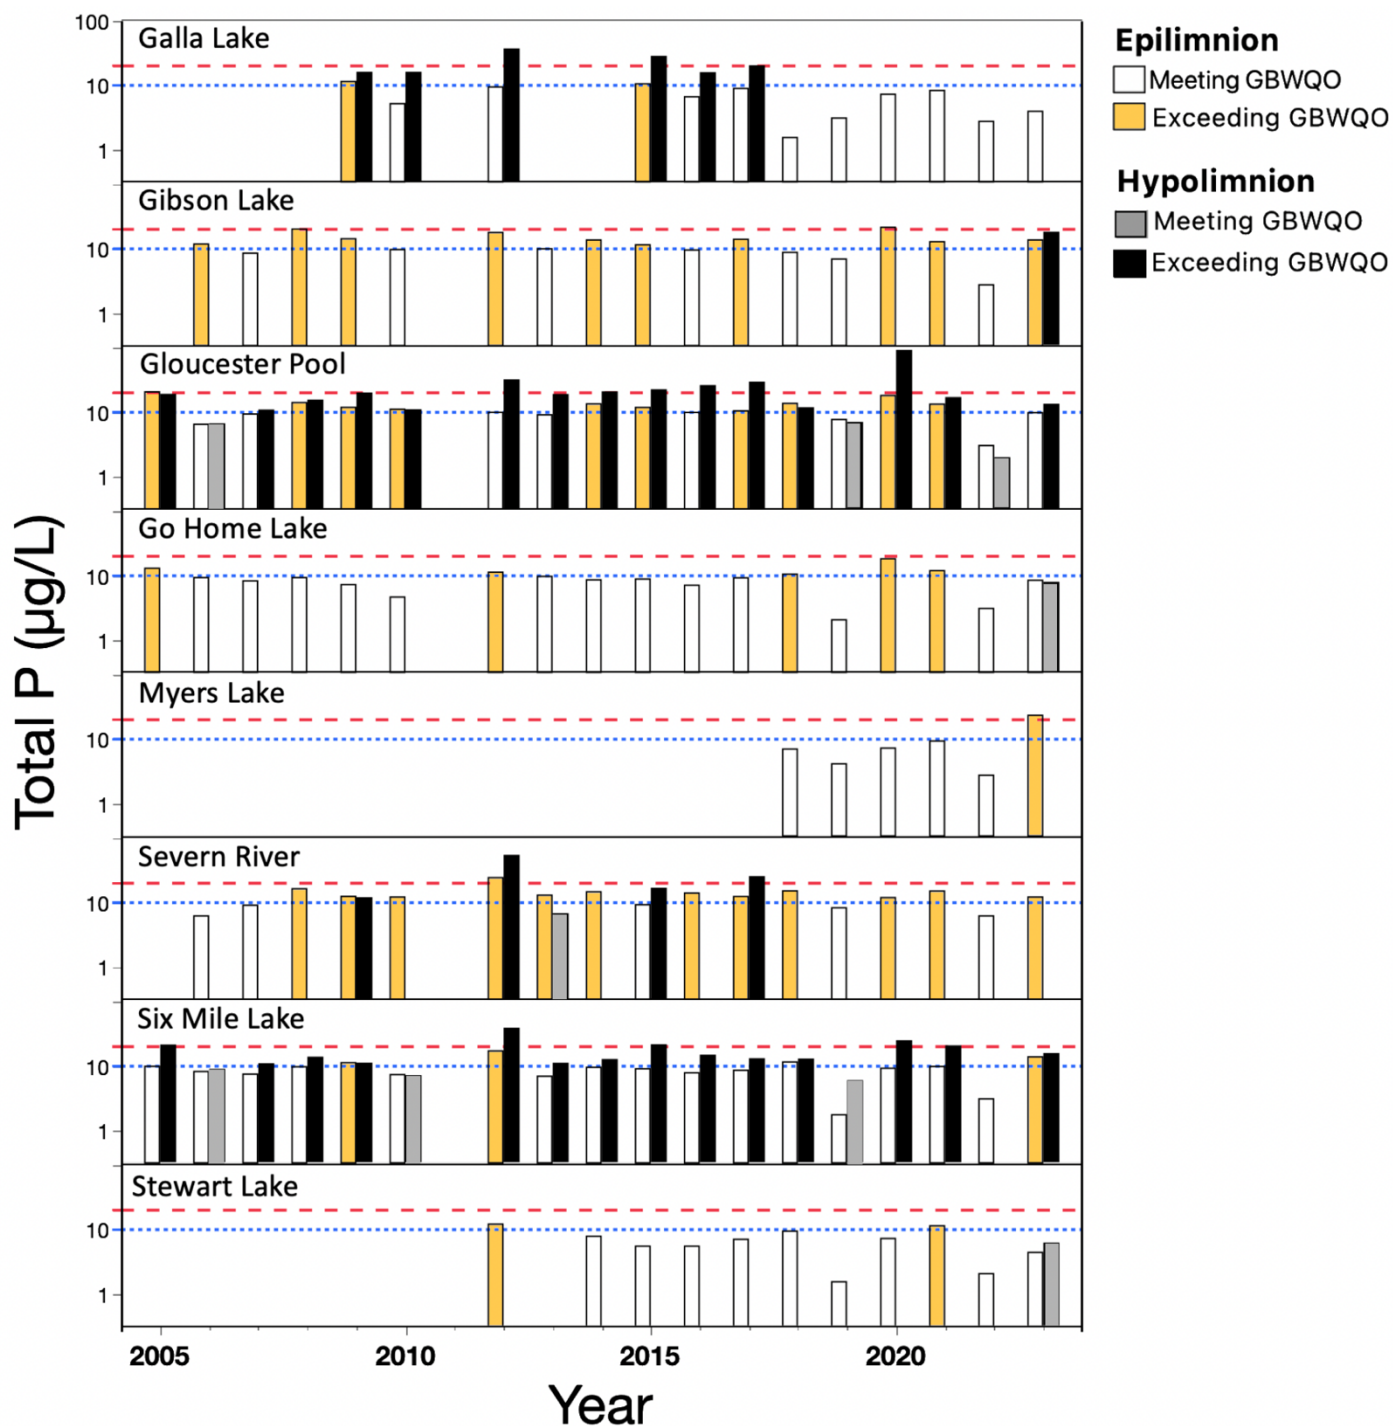 Total P (µg/L)
100
10
1
Galla Lake
10
1
Gibson Lake
10
1
Gloucester Pool
10
1
Go Home Lake
10
1
Myers Lake
10
1
Severn River
10
1
Six Mile Lake
10
1
Stewart Lake
2005 2010 2015 2020
Year
Epilimnion
Meeting GBWQO
Exceeding GBWQO
Hypolimnion
Meeting GBWQO
Exceeding GBWQO